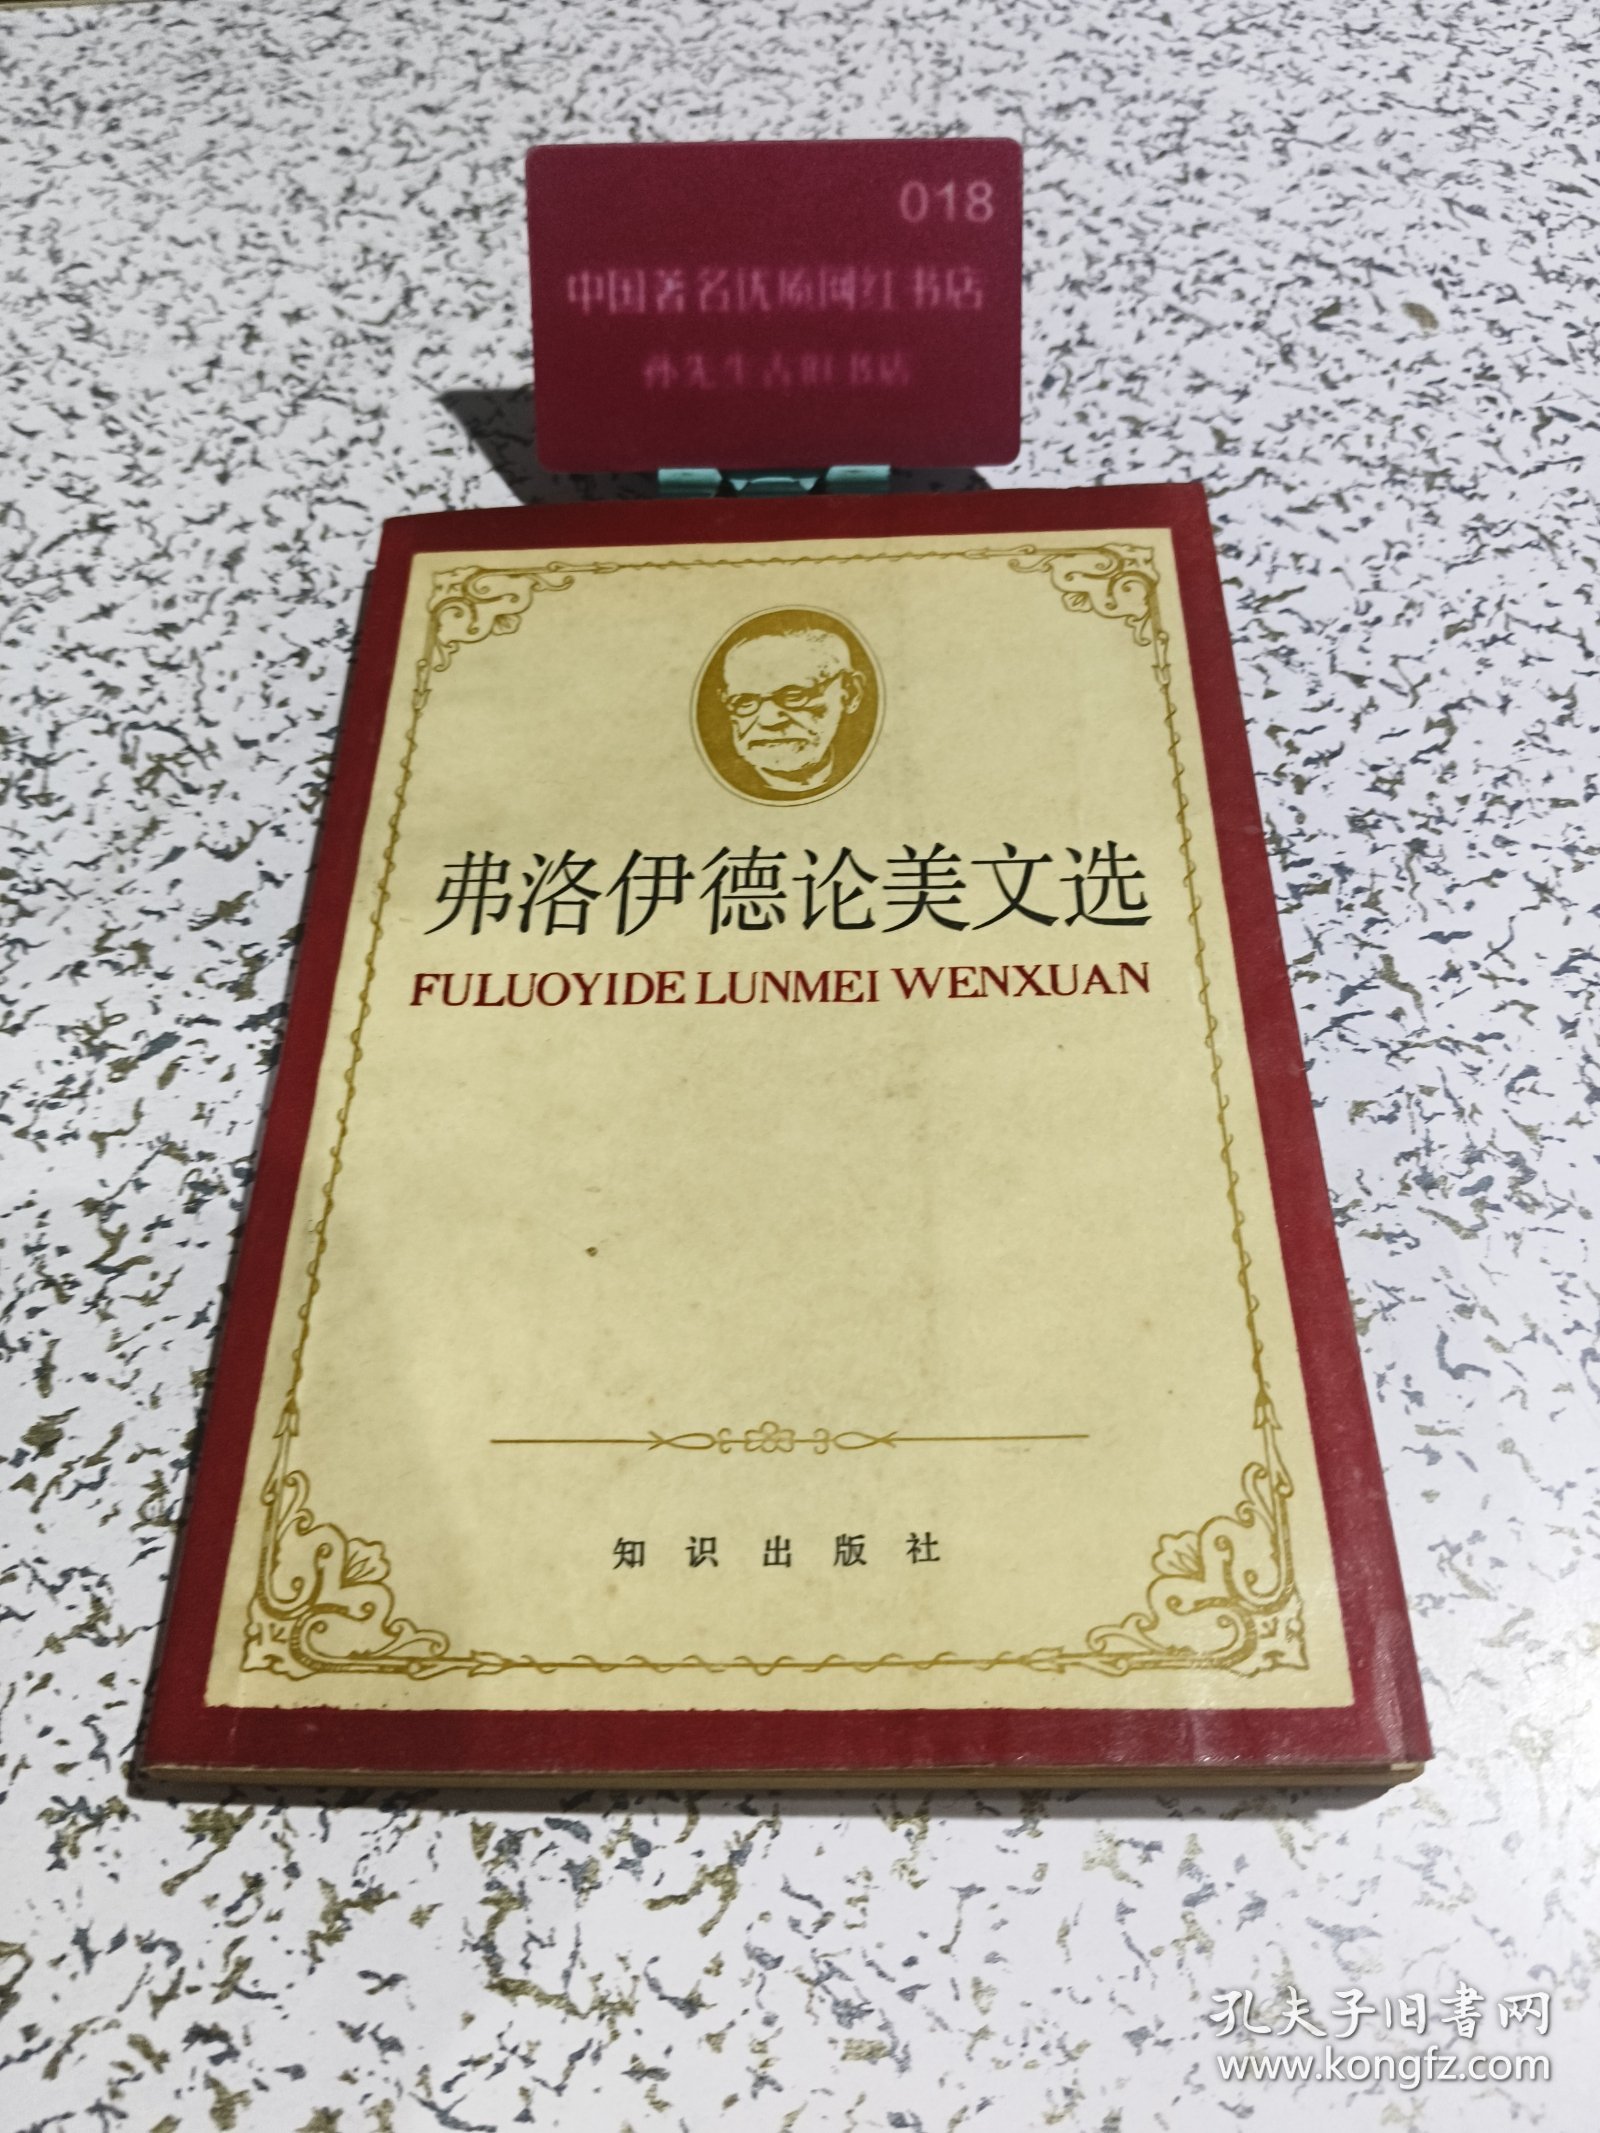 018
中国著名优质网红书店
孙先生古旧书店
弗洛伊德论美文选
FULUOYIDE LUNMEI WENXUAN
知识出版社
孔夫子旧書网
www.kongfz.com